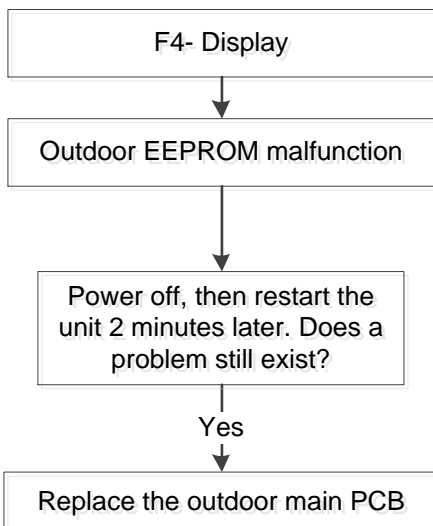 F4- Display
Outdoor EEPROM malfunction
Power off, then restart the
unit 2 minutes later. Does a
problem still exist?
Yes
Replace the outdoor main PCB